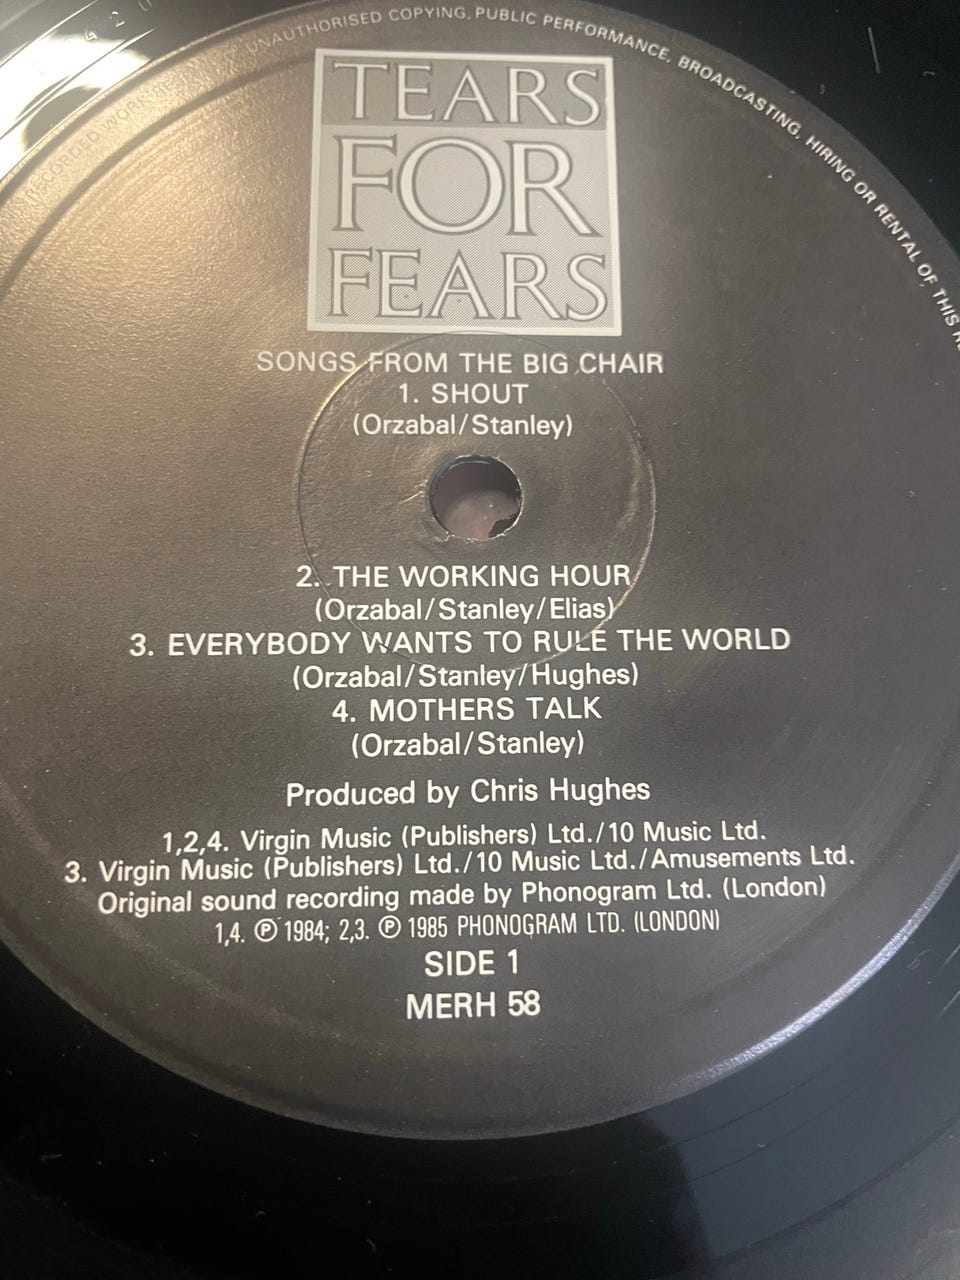 RECORDED WORK UNAUTHORISED COPYING, PUBLIC PERFORMANCE, BROADCASTING, HIRING OR RENTAL OF THIS
TEARS
FOR
FEARS
SONGS FROM THE BIG CHAIR
1. SHOUT
(Orzabal/Stanley)
2. THE WORKING HOUR
(Orzabal/Stanley/Elias)
3. EVERYBODY WANTS TO RULE THE WORLD
(Orzabal/Stanley/Hughes)
4. MOTHERS TALK
(Orzabal/Stanley)
Produced by Chris Hughes
1,2,4. Virgin Music (Publishers) Ltd./10 Music Ltd.
3. Virgin Music (Publishers) Ltd./10 Music Ltd./Amusements Ltd.
Original sound recording made by Phonogram Ltd. (London)
1,4. ℗ 1984; 2,3. ℗ 1985 PHONOGRAM LTD. (LONDON)
SIDE 1
MERH 58